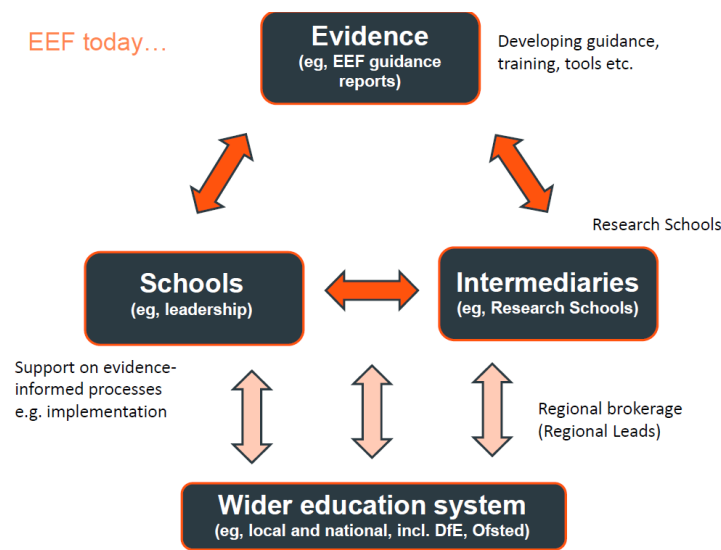 EEF today…
Evidence
(eg, EEF guidance
reports)
Developing guidance,
training, tools etc.
Research Schools
Schools
(eg, leadership)
Intermediaries
(eg, Research Schools)
Support on evidence-
informed processes
e.g. implementation
Regional brokerage
(Regional Leads)
Wider education system
(eg, local and national, incl. DfE, Ofsted)